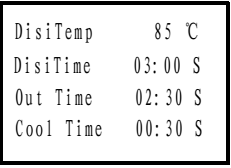 DisiTemp 85 ℃
DisiTime 03:00 S
Out Time 02:30 S
Cool Time 00:30 S